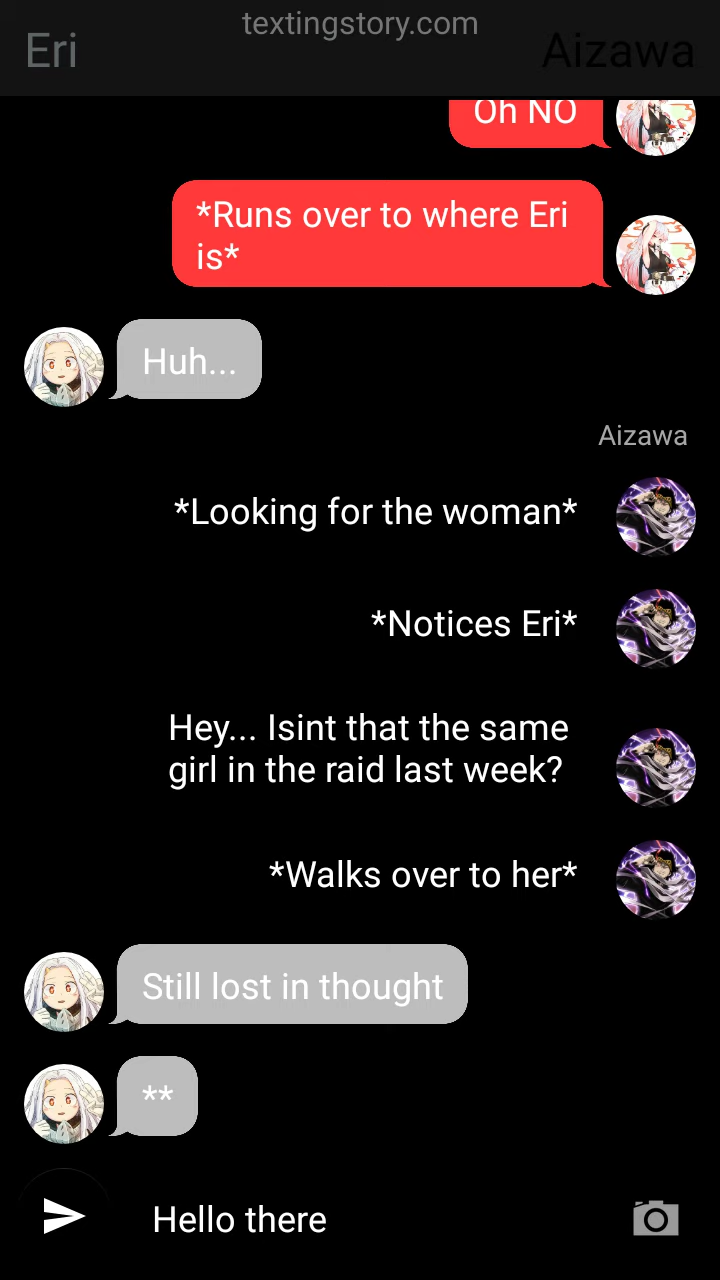 textingstory.com
Eri
Aizawa
Oh NO
*Runs over to where Eri
is*
Huh...
Aizawa
*Looking for the woman*
*Notices Eri*
Hey... Isint that the same
girl in the raid last week?
*Walks over to her*
Still lost in thought
**
Hello there